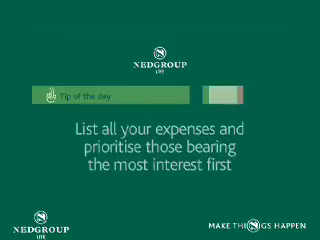 NEDGROUP
LIFE
Tip of the day
List all your expenses and
prioritise those bearing
the most interest first
NEDGROUP
LIFE
MAKE THINGS HAPPEN